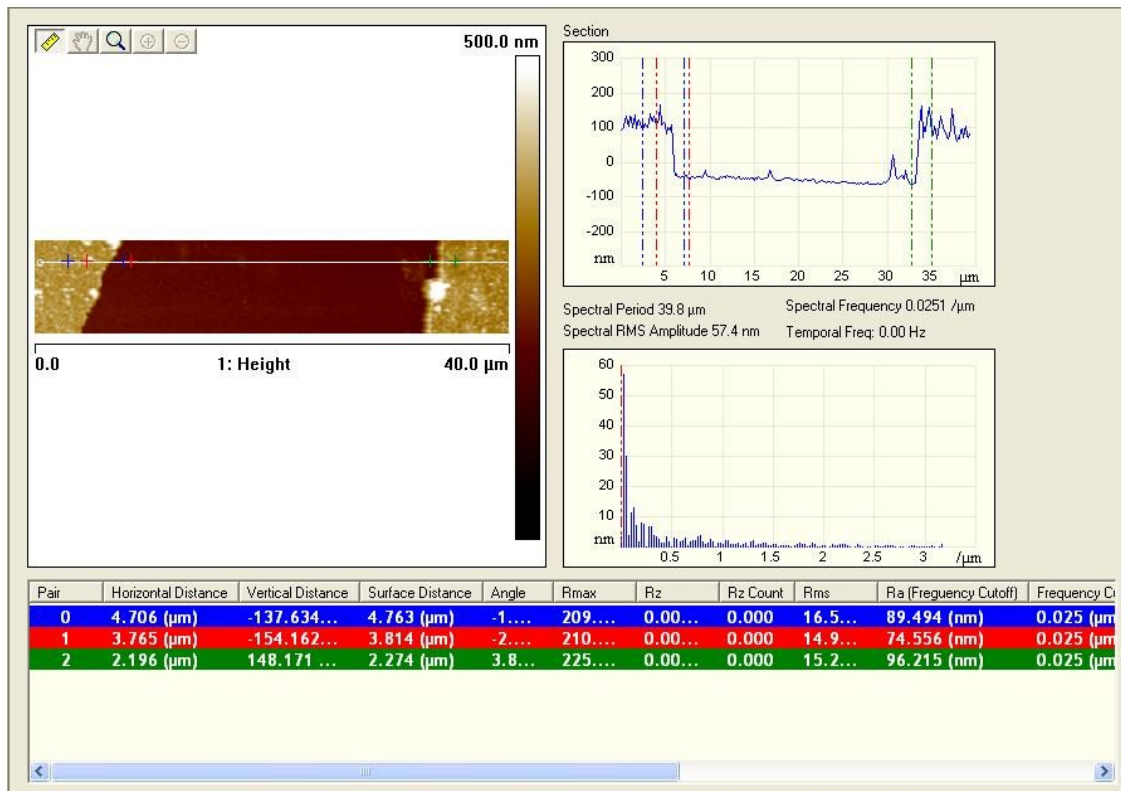 500.0 nm
0.0 1: Height 40.0 µm
Section
300
200
100
0
-100
-200
nm
5 10 15 20 25 30 35 µm
Spectral Period 39.8 µm Spectral Frequency 0.0251 /µm
Spectral RMS Amplitude 57.4 nm Temporal Freq: 0.00 Hz
60
50
40
30
20
10
nm
0.5 1 1.5 2 2.5 3 /µm
Pair Horizontal Distance Vertical Distance Surface Distance Angle Rmax Rz Rz Count Rms Ra (Freguency Cutoff) Frequency Cu
0 4.706 (µm) -137.634... 4.763 (µm) -1.... 209.... 0.00... 0.000 16.5... 89.494 (nm) 0.025 (µm
1 3.765 (µm) -154.162... 3.814 (µm) -2.... 210.... 0.00... 0.000 14.9... 74.556 (nm) 0.025 (µm
2 2.196 (µm) 148.171 ... 2.274 (µm) 3.8... 225.... 0.00... 0.000 15.2... 96.215 (nm) 0.025 (µm